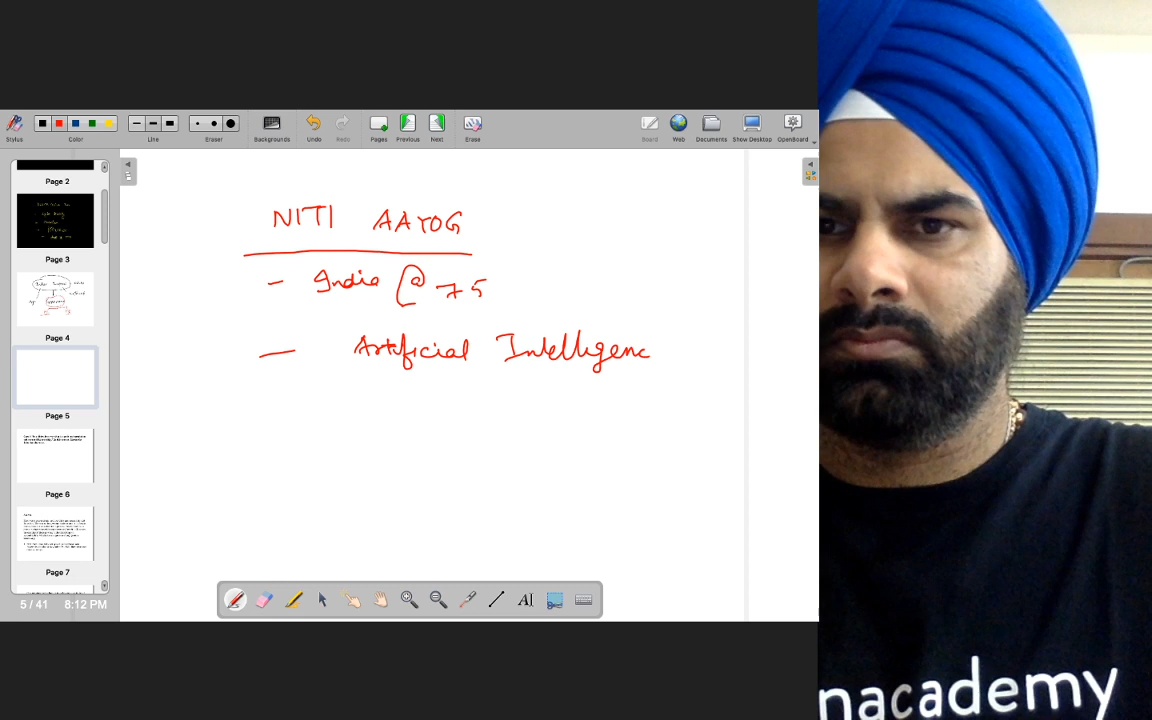 Stylus
Color
Line
Eraser
Backgrounds
Undo
Redo
Pages
Previous
Next
Erase
Board
Web
Documents
Show Desktop
OpenBoard
Page 2
Page 3
Page 4
Page 5
Page 6
Page 7
5 / 41 8:12 PM
NITI AAYOG
- India @ 75
— Artificial Intelligenc
AI
nacademy